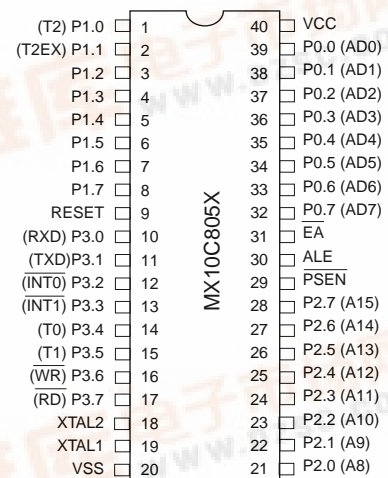 (T2) P1.0 1 40 VCC
(T2EX) P1.1 2 39 P0.0 (AD0)
P1.2 3 38 P0.1 (AD1)
P1.3 4 37 P0.2 (AD2)
P1.4 5 36 P0.3 (AD3)
P1.5 6 35 P0.4 (AD4)
P1.6 7 34 P0.5 (AD5)
P1.7 8 33 P0.6 (AD6)
RESET 9 32 P0.7 (AD7)
(RXD) P3.0 10 31 EA
(TXD)P3.1 11 30 ALE
(INT0) P3.2 12 29 PSEN
(INT1) P3.3 13 28 P2.7 (A15)
(T0) P3.4 14 27 P2.6 (A14)
(T1) P3.5 15 26 P2.5 (A13)
(WR) P3.6 16 25 P2.4 (A12)
(RD) P3.7 17 24 P2.3 (A11)
XTAL2 18 23 P2.2 (A10)
XTAL1 19 22 P2.1 (A9)
VSS 20 21 P2.0 (A8)
MX10C805X